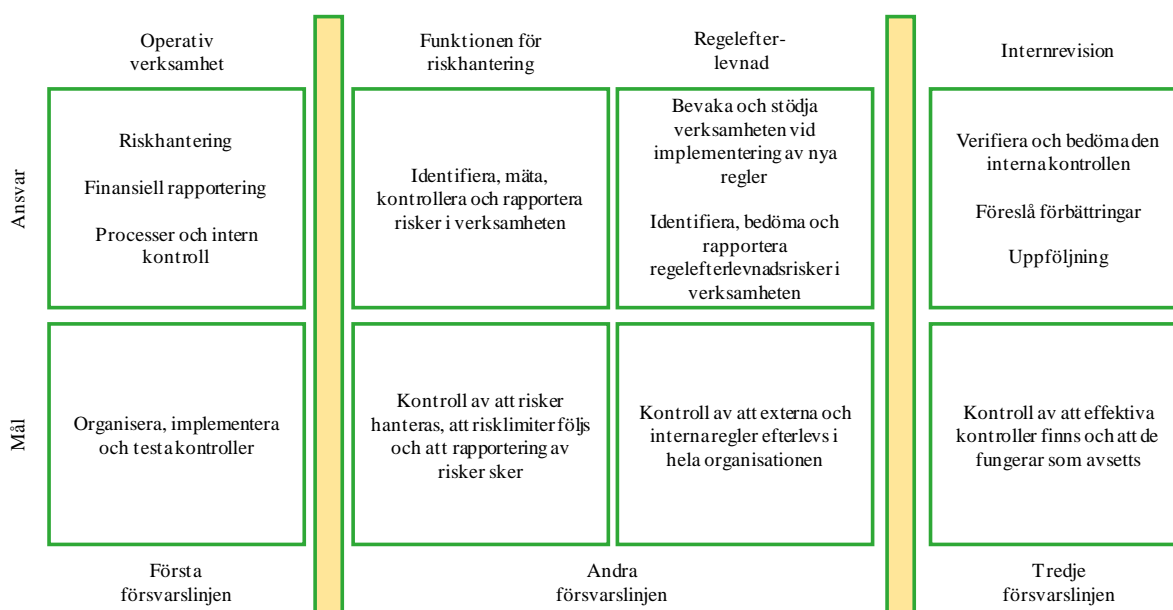 Operativ
verksamhet
Funktionen för
riskhantering
Regelefter-
levnad
Internrevision
Ansvar
Riskhantering
Finansiell rapportering
Processer och intern
kontroll
Identifiera, mäta,
kontrollera och rapportera
risker i verksamheten
Bevaka och stödja
verksamheten vid
implementering av nya
regler
Identifiera, bedöma och
rapportera
regelefterlevnadsrisker i
verksamheten
Verifiera och bedöma den
interna kontrollen
Föreslå förbättringar
Uppföljning
Mål
Organisera, implementera
och testa kontroller
Kontroll av att risker
hanteras, att risklimiter följs
och att rapportering av
risker sker
Kontroll av att externa och
interna regler efterlevs i
hela organisationen
Kontroll av att effektiva
kontroller finns och att de
fungerar som avsetts
Första
försvarslinjen
Andra
försvarslinjen
Tredje
försvarslinjen